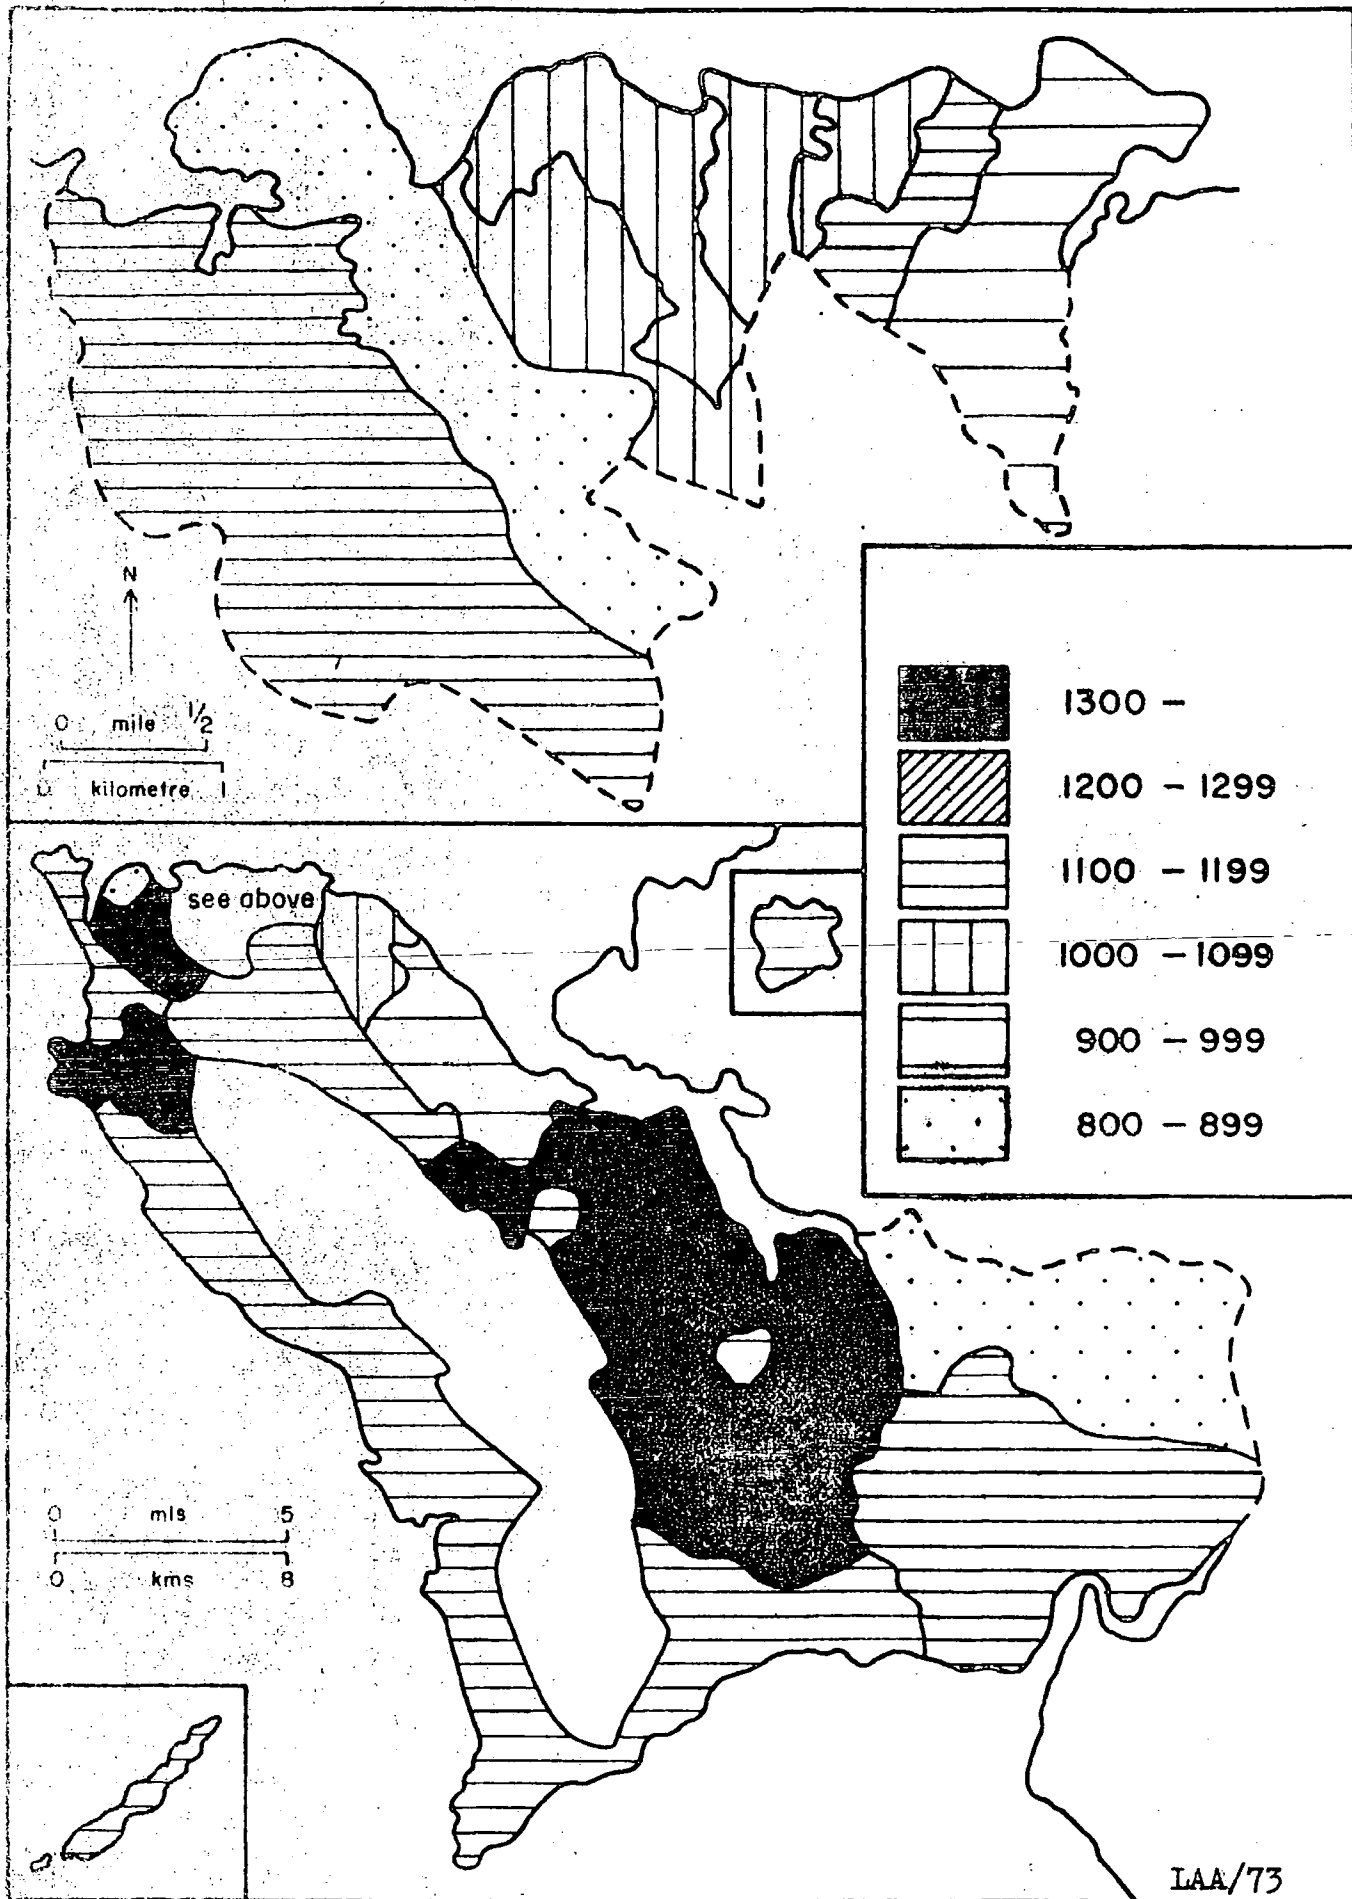 N
0 mile 1/2
0 kilometre 1
1300 -
1200 - 1299
1100 - 1199
1000 - 1099
900 - 999
800 - 899
see above
0 mls 5
0 kms 8
LAA/73